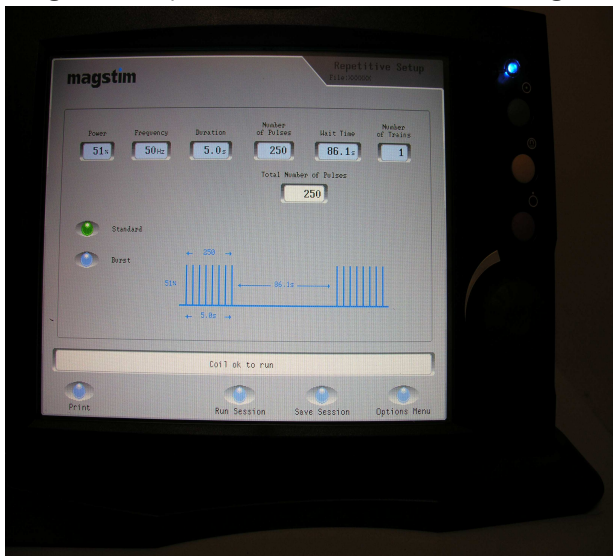 magstim
Repetitive Setup
Power
Frequency
Duration
Number of Pulses
Wait Time
Number of Trains
51%
50Hz
5.0s
250
86.1s
1
Total Number of Pulses
250
Standard
Burst
250
51%
86.1s
5.0s
Coil ok to run
Print
Run Session
Save Session
Options Menu